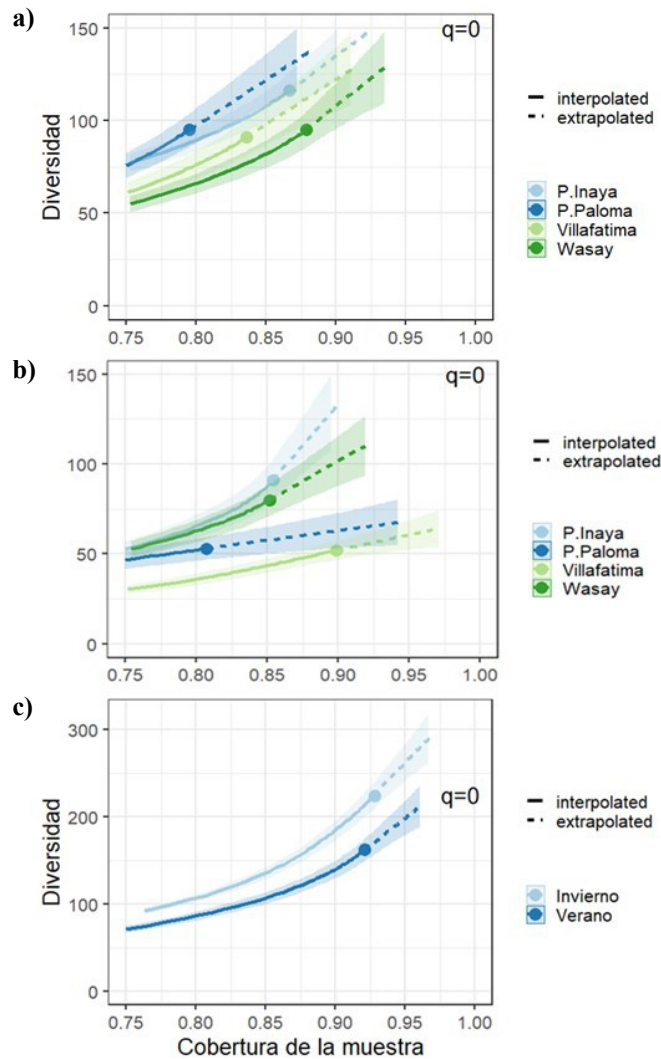 a)
q=0
150
100
50
0
Diversidad
0.75 0.80 0.85 0.90 0.95 1.00
interpolated
extrapolated
P.Inaya
P.Paloma
Villafatima
Wasay
b)
q=0
150
100
50
0
0.75 0.80 0.85 0.90 0.95 1.00
interpolated
extrapolated
P.Inaya
P.Paloma
Villafatima
Wasay
c)
q=0
300
200
100
0
Diversidad
0.75 0.80 0.85 0.90 0.95 1.00
Cobertura de la muestra
interpolated
extrapolated
Invierno
Verano